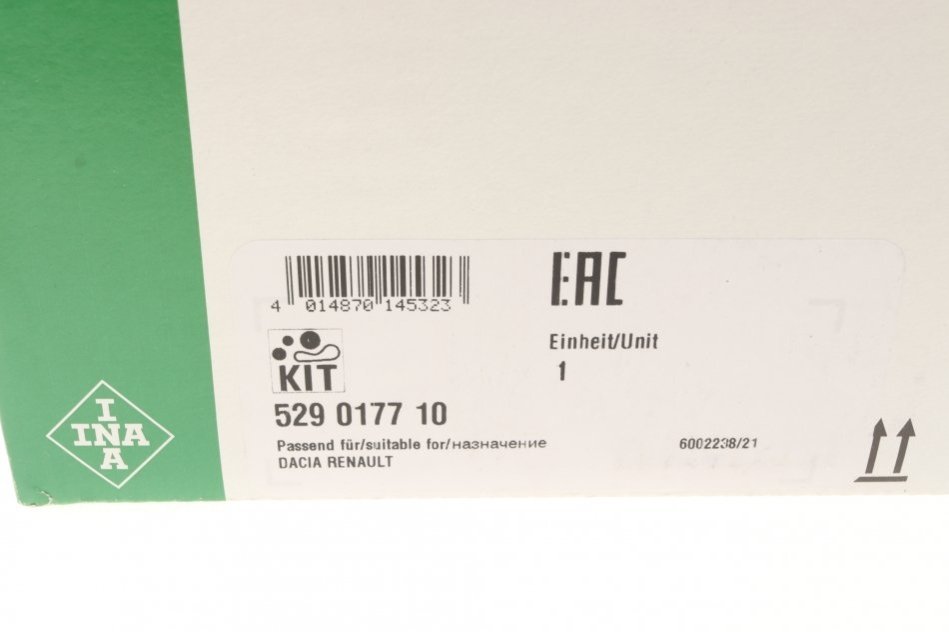 4 014870 145323
EAC
Einheit/Unit
1
KIT
529 0177 10
Passend für/suitable for/назначение
DACIA RENAULT
6002238/21
I
INA
A